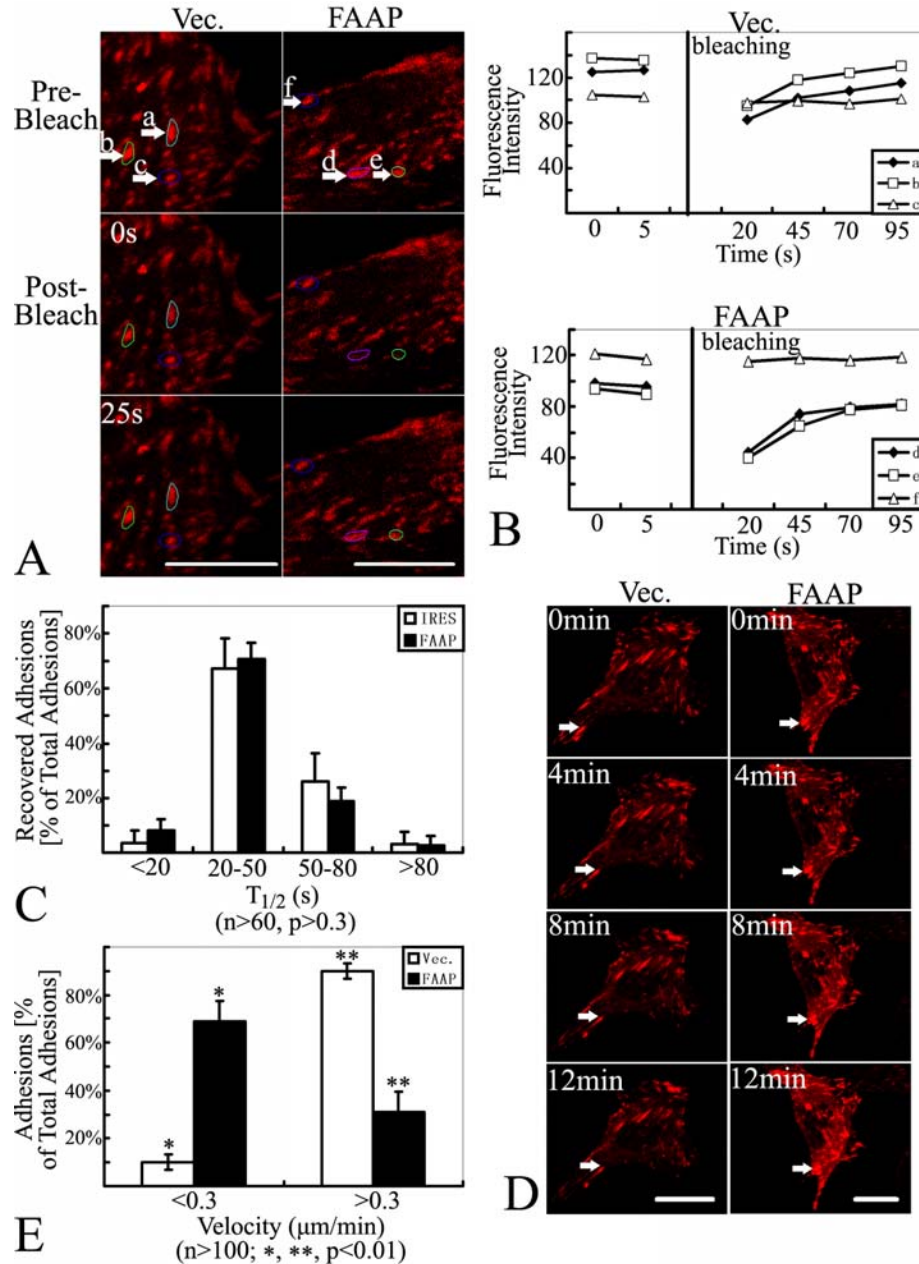 Vec.
FAAP
Pre-
Bleach
a
b
c
f
d
e
0s
Post-
Bleach
25s
A
Vec.
bleaching
Fluorescence
Intensity
120
80
40
a
b
c
0
5
20
45
70
95
Time (s)
FAAP
bleaching
Fluorescence
Intensity
120
80
40
d
e
f
0
5
20
45
70
95
Time (s)
B
Recovered Adhesions
[% of Total Adhesions]
80%
60%
40%
20%
IRES
FAAP
<20
20-50
50-80
>80
T1/2 (s)
(n>60, p>0.3)
C
Vec.
FAAP
0min
0min
4min
4min
8min
8min
12min
12min
D
Adhesions [%
of Total Adhesions]
80%
60%
40%
20%
Vec.
FAAP
*
*
**
**
<0.3
>0.3
Velocity (μm/min)
(n>100; *, **, p<0.01)
E